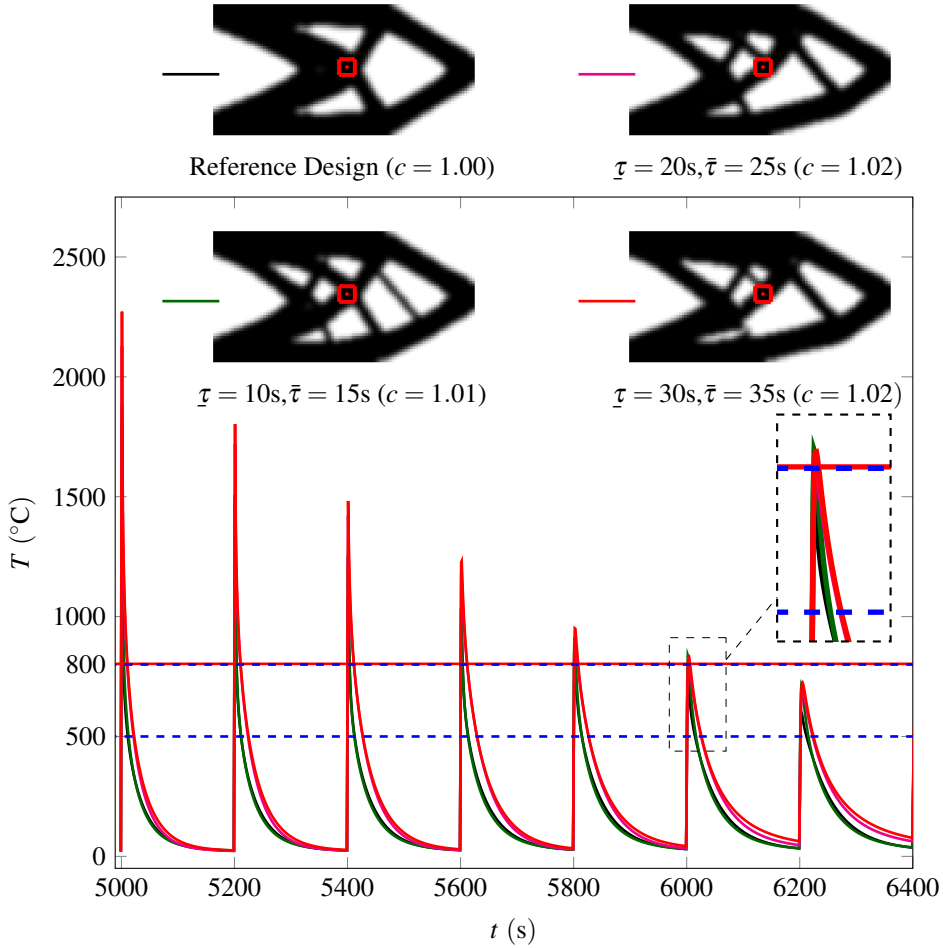 Reference Design (c = 1.00)
τ̲ = 20s, τ̄ = 25s (c = 1.02)
τ̲ = 10s, τ̄ = 15s (c = 1.01)
τ̲ = 30s, τ̄ = 35s (c = 1.02)
2500
2000
1500
1000
800
500
0
T (°C)
5000 5200 5400 5600 5800 6000 6200 6400
t (s)